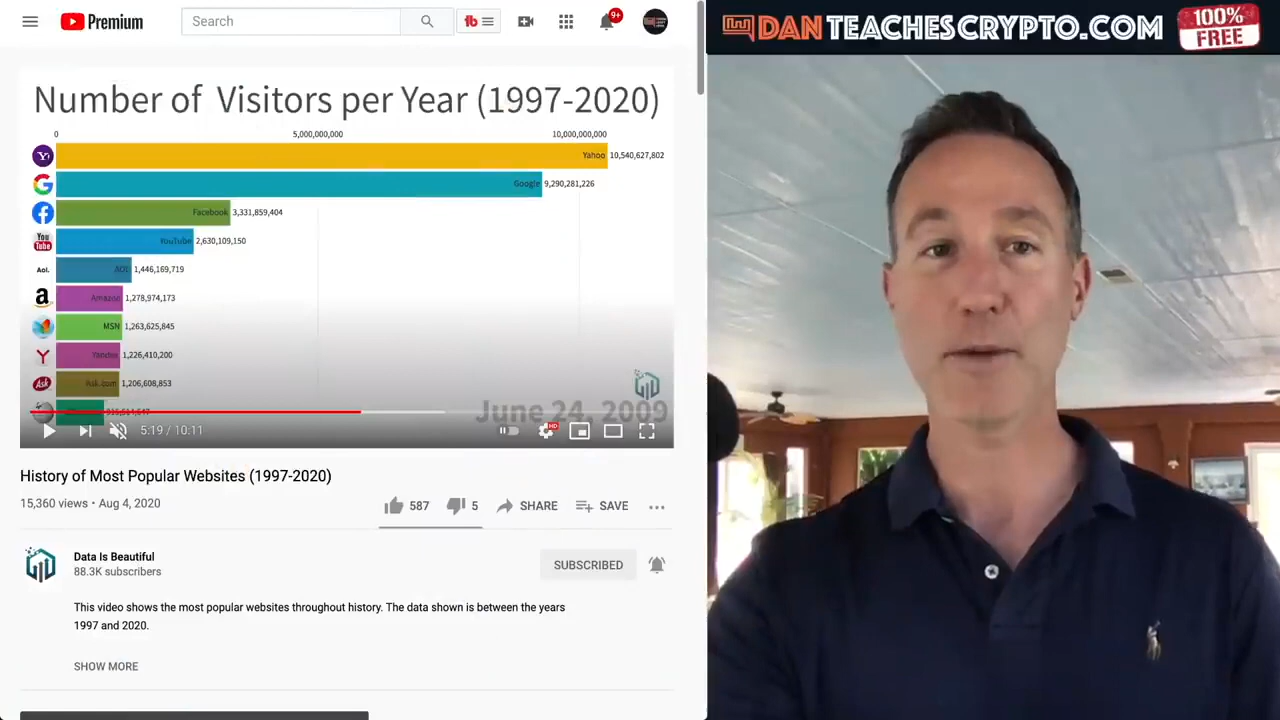 Premium
Search
9+
DANTEACHESCRYPTO.COM
100%
FREE
Number of Visitors per Year (1997-2020)
0
5,000,000,000
10,000,000,000
Yahoo 10,540,627,802
Google 9,290,281,226
Facebook 3,331,859,404
You
Tube
YouTube 2,630,109,150
Aol.
AOL 1,446,169,719
a
Amazon 1,278,974,173
MSN 1,263,625,845
Yandex 1,226,410,200
Ask
Ask.com 1,206,608,853
June 24, 2009
5:19 / 10:11
HD
History of Most Popular Websites (1997-2020)
15,360 views • Aug 4, 2020
587
5
SHARE
SAVE
Data Is Beautiful
88.3K subscribers
SUBSCRIBED
This video shows the most popular websites throughout history. The data shown is between the years
1997 and 2020.
SHOW MORE